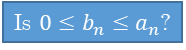 Is 0 ≤ bₙ ≤ aₙ?